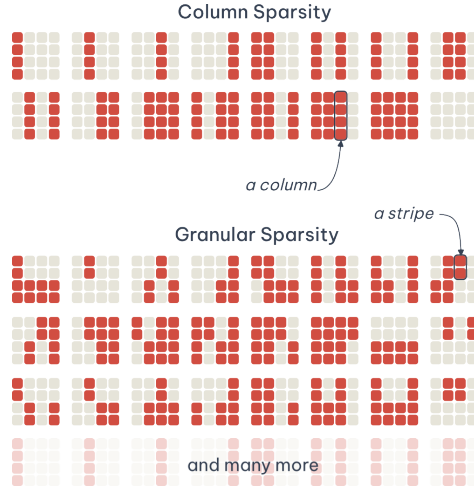 Column Sparsity
a column
a stripe
Granular Sparsity
and many more